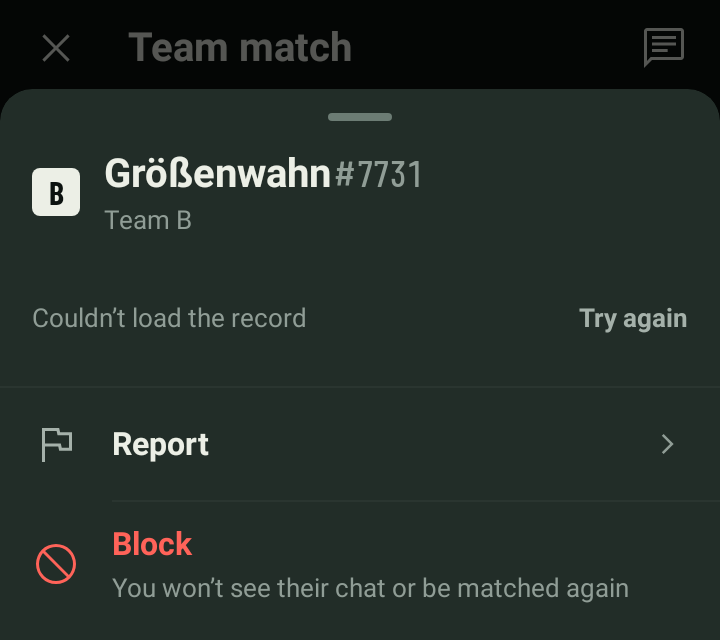 Team match
B
Größenwahn#7731
Team B
Couldn’t load the record
Try again
Report
Block
You won’t see their chat or be matched again